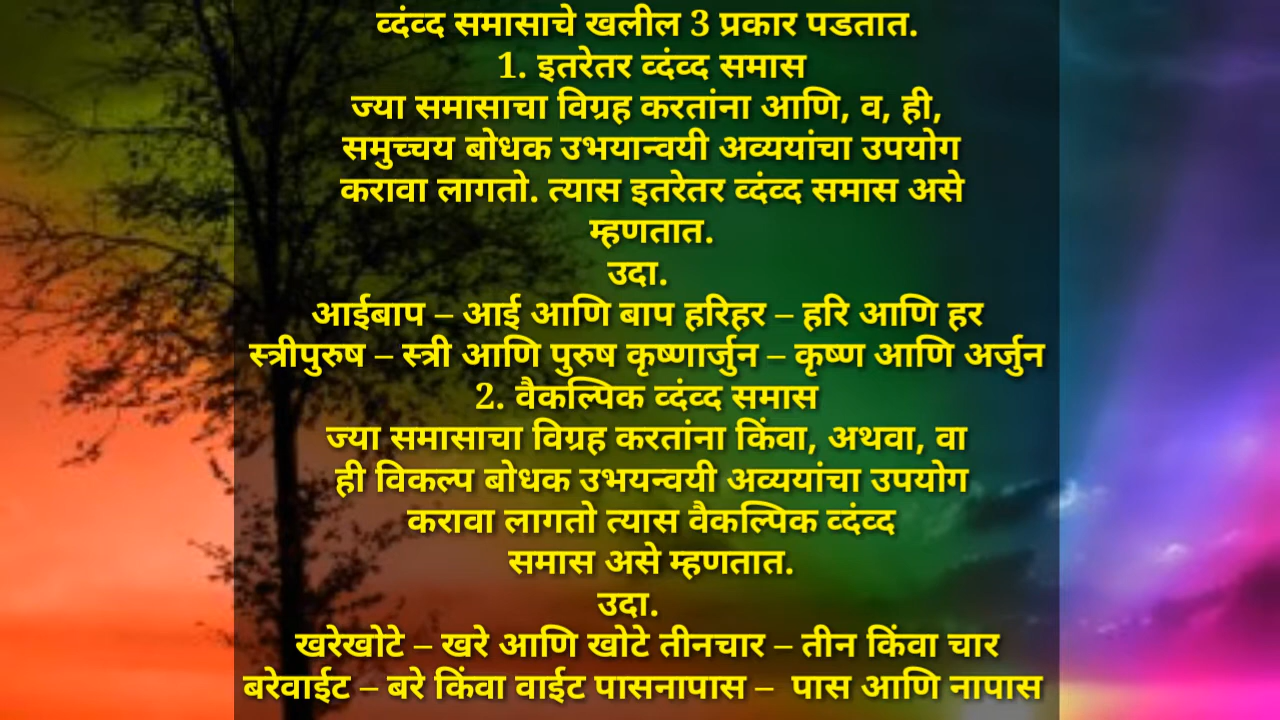 व्दंव्द समासाचे खलील 3 प्रकार पडतात.
1. इतरेतर व्दंव्द समास
ज्या समासाचा विग्रह करतांना आणि, व, ही,
समुच्चय बोधक उभयान्वयी अव्ययांचा उपयोग
करावा लागतो. त्यास इतरेतर व्दंव्द समास असे
म्हणतात.
उदा.
आईबाप – आई आणि बाप हरिहर – हरि आणि हर
स्त्रीपुरुष – स्त्री आणि पुरुष कृष्णार्जुन – कृष्ण आणि अर्जुन
2. वैकल्पिक व्दंव्द समास
ज्या समासाचा विग्रह करतांना किंवा, अथवा, वा
ही विकल्प बोधक उभयन्वयी अव्ययांचा उपयोग
करावा लागतो त्यास वैकल्पिक व्दंव्द
समास असे म्हणतात.
उदा.
खरेखोटे – खरे आणि खोटे तीनचार – तीन किंवा चार
बरेवाईट – बरे किंवा वाईट पासनापास – पास आणि नापास